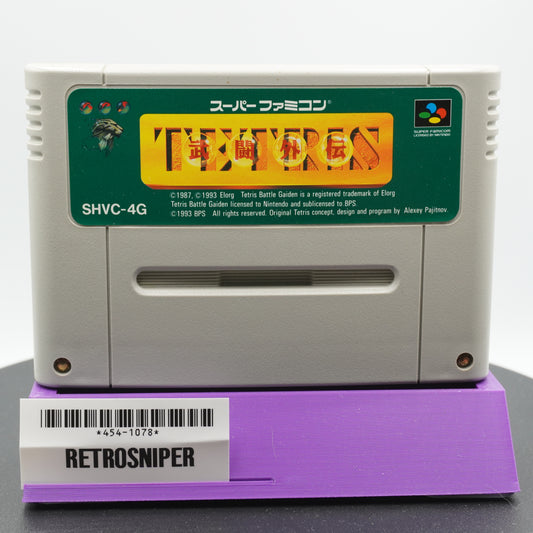 スーパーファミコン®
TETRIS
武闘外伝
SUPER FAMICOM
LICENSED BY NINTENDO
©1987, ©1993 Elorg Tetris Battle Gaiden is a registered trademark of Elorg
Tetris Battle Gaiden licensed to Nintendo and sublicensed to BPS.
©1993 BPS All rights reserved. Original Tetris concept, design and program by Alexey Pajitnov.
SHVC-4G
*454-1078*
RETROSNIPER